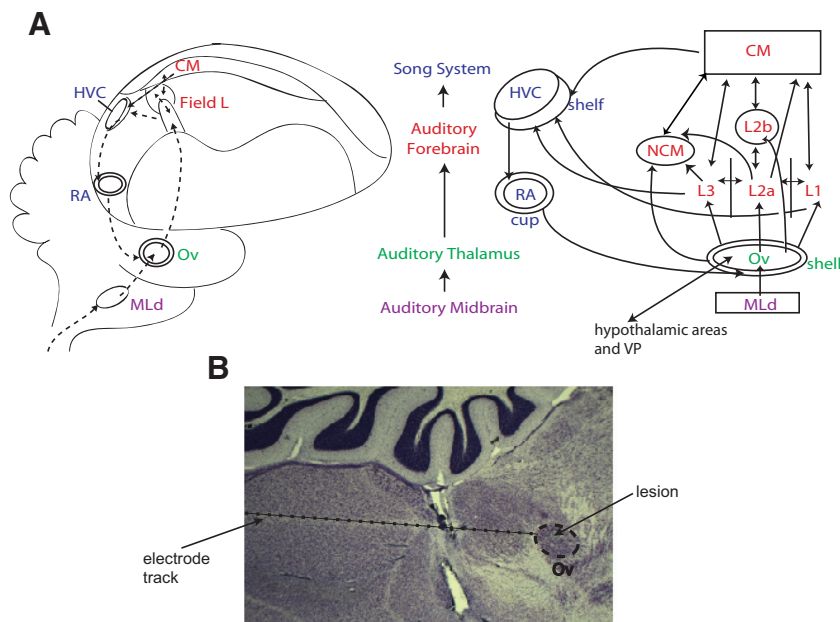 A
CM
HVC
Field L
RA
Ov
MLd
Song System
Auditory
Forebrain
Auditory Thalamus
Auditory Midbrain
CM
HVC
shelf
L2b
NCM
L3
L2a
L1
RA
cup
Ov
shell
MLd
hypothalamic areas
and VP
B
lesion
electrode
track
Ov